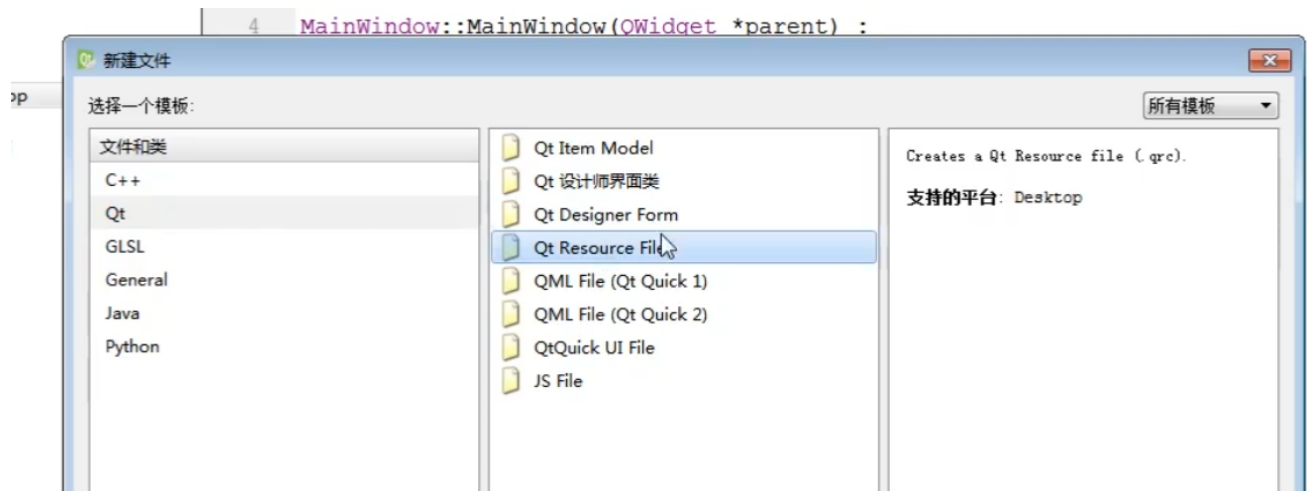 4 MainWindow::MainWindow(QWidget *parent) :
新建文件
op
选择一个模板:
所有模板
文件和类
C++
Qt
GLSL
General
Java
Python
Qt Item Model
Qt 设计师界面类
Qt Designer Form
Qt Resource File
QML File (Qt Quick 1)
QML File (Qt Quick 2)
QtQuick UI File
JS File
Creates a Qt Resource file (.qrc).
支持的平台: Desktop